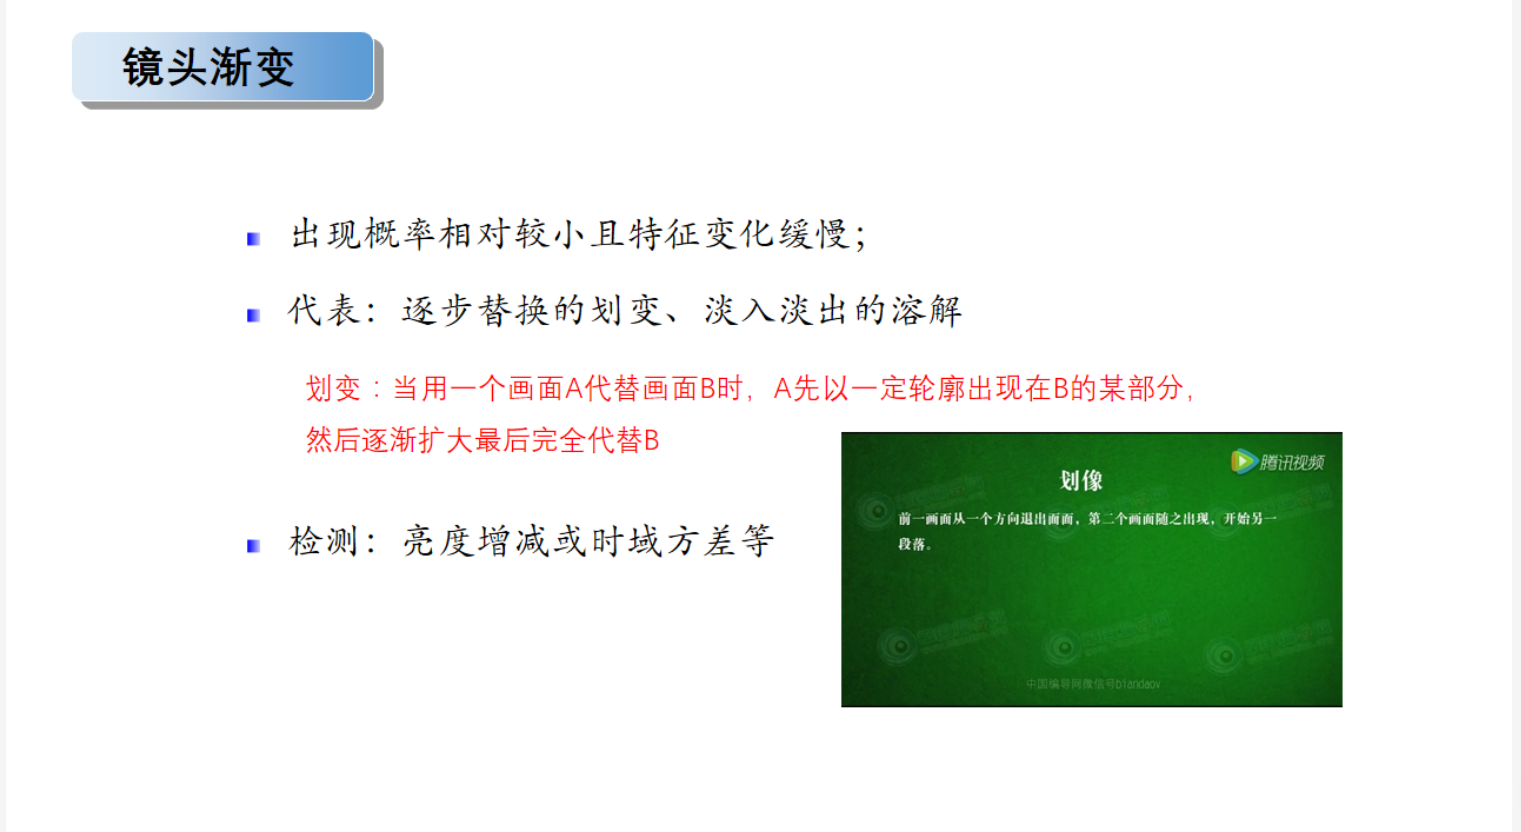 镜头渐变
出现概率相对较小且特征变化缓慢；
代表：逐步替换的划变、淡入淡出的溶解
划变：当用一个画面A代替画面B时，A先以一定轮廓出现在B的某部分，
然后逐渐扩大最后完全代替B
腾讯视频
划像
前一画面从一个方向退出画面，第二个画面随之出现，开始另一
段落。
检测：亮度增减或时域方差等
中国编导网微信号biandaov